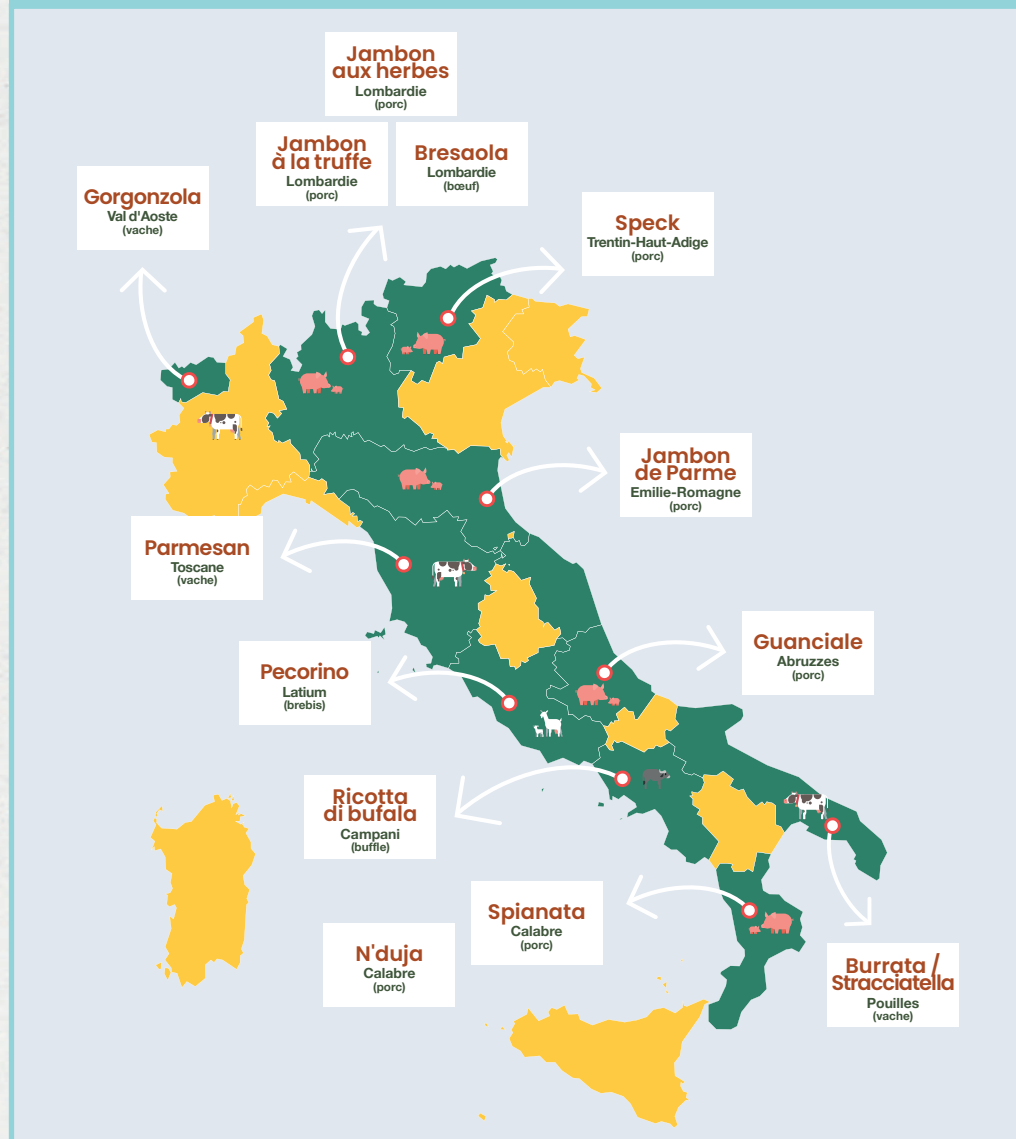 Jambon
aux herbes
Lombardie
(porc)
Jambon
à la truffe
Lombardie
(porc)
Bresaola
Lombardie
(bœuf)
Gorgonzola
Val d'Aoste
(vache)
Speck
Trentin-Haut-Adige
(porc)
Jambon
de Parme
Emilie-Romagne
(porc)
Parmesan
Toscane
(vache)
Guanciale
Abruzzes
(porc)
Pecorino
Latium
(brebis)
Ricotta
di bufala
Campani
(buffle)
Spianata
Calabre
(porc)
N'duja
Calabre
(porc)
Burrata /
Stracciatella
Pouilles
(vache)